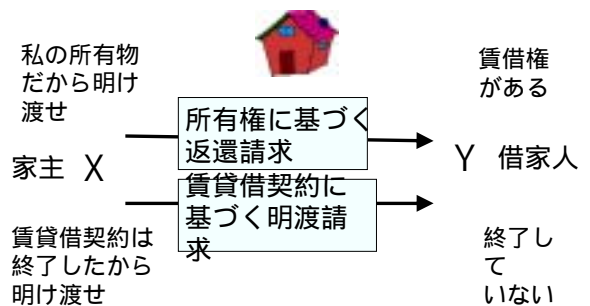 私の所有物
だから明け
渡せ
賃借権
がある
所有権に基づく
返還請求
家主 X
Y 借家人
賃貸借契約に
基づく明渡請
求
賃貸借契約は
終了したから
明け渡せ
終了し
て
いない